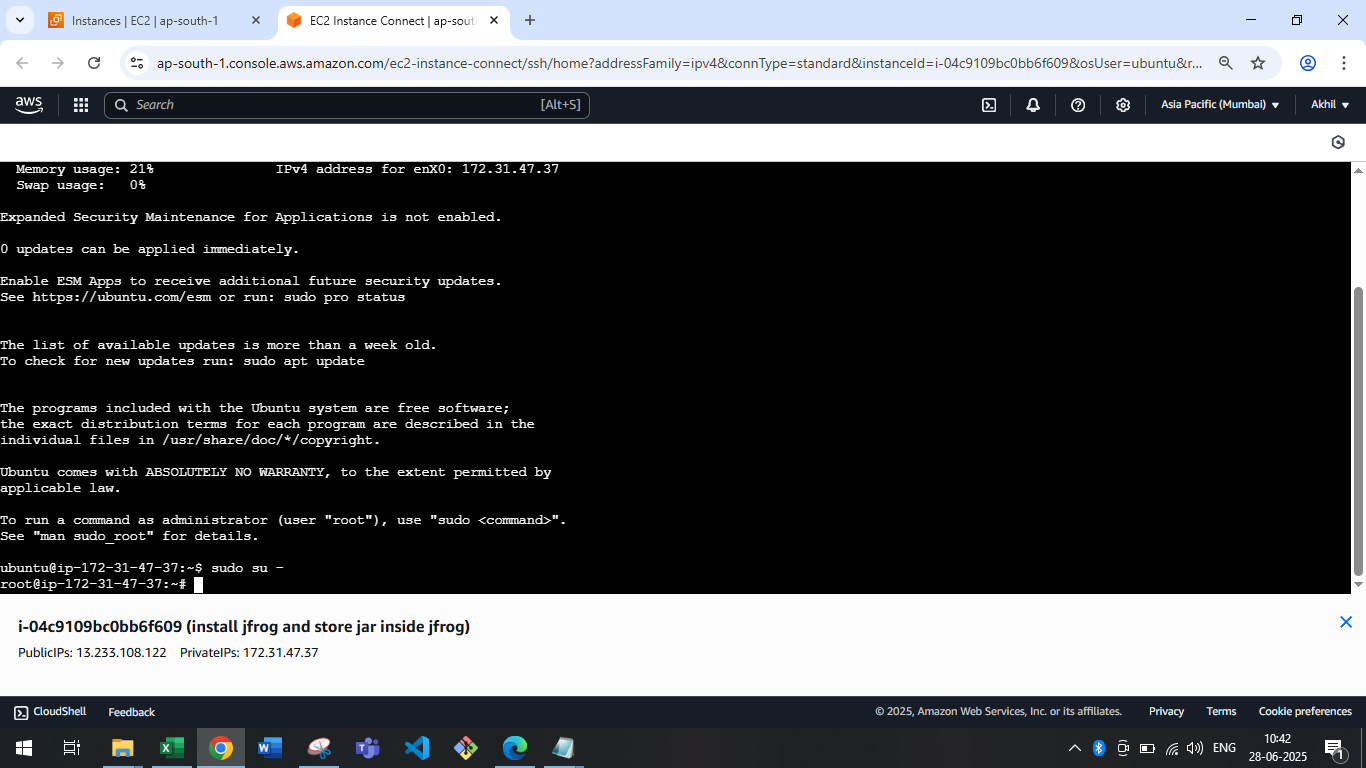 Instances | EC2 | ap-south-1
EC2 Instance Connect | ap-sout
ap-south-1.console.aws.amazon.com/ec2-instance-connect/ssh/home?addressFamily=ipv4&connType=standard&instanceId=i-04c9109bc0bb6f609&osUser=ubuntu&r...
aws
Search
[Alt+S]
Asia Pacific (Mumbai)
Akhil
Memory usage: 21% IPv4 address for enX0: 172.31.47.37
Swap usage: 0%
Expanded Security Maintenance for Applications is not enabled.
0 updates can be applied immediately.
Enable ESM Apps to receive additional future security updates.
See https://ubuntu.com/esm or run: sudo pro status
The list of available updates is more than a week old.
To check for new updates run: sudo apt update
The programs included with the Ubuntu system are free software;
the exact distribution terms for each program are described in the
individual files in /usr/share/doc/*/copyright.
Ubuntu comes with ABSOLUTELY NO WARRANTY, to the extent permitted by
applicable law.
To run a command as administrator (user "root"), use "sudo <command>".
See "man sudo_root" for details.
ubuntu@ip-172-31-47-37:~$ sudo su -
root@ip-172-31-47-37:~#
i-04c9109bc0bb6f609 (install jfrog and store jar inside jfrog)
PublicIPs: 13.233.108.122 PrivateIPs: 172.31.47.37
CloudShell
Feedback
© 2025, Amazon Web Services, Inc. or its affiliates.
Privacy
Terms
Cookie preferences
ENG
10:42
28-06-2025
1